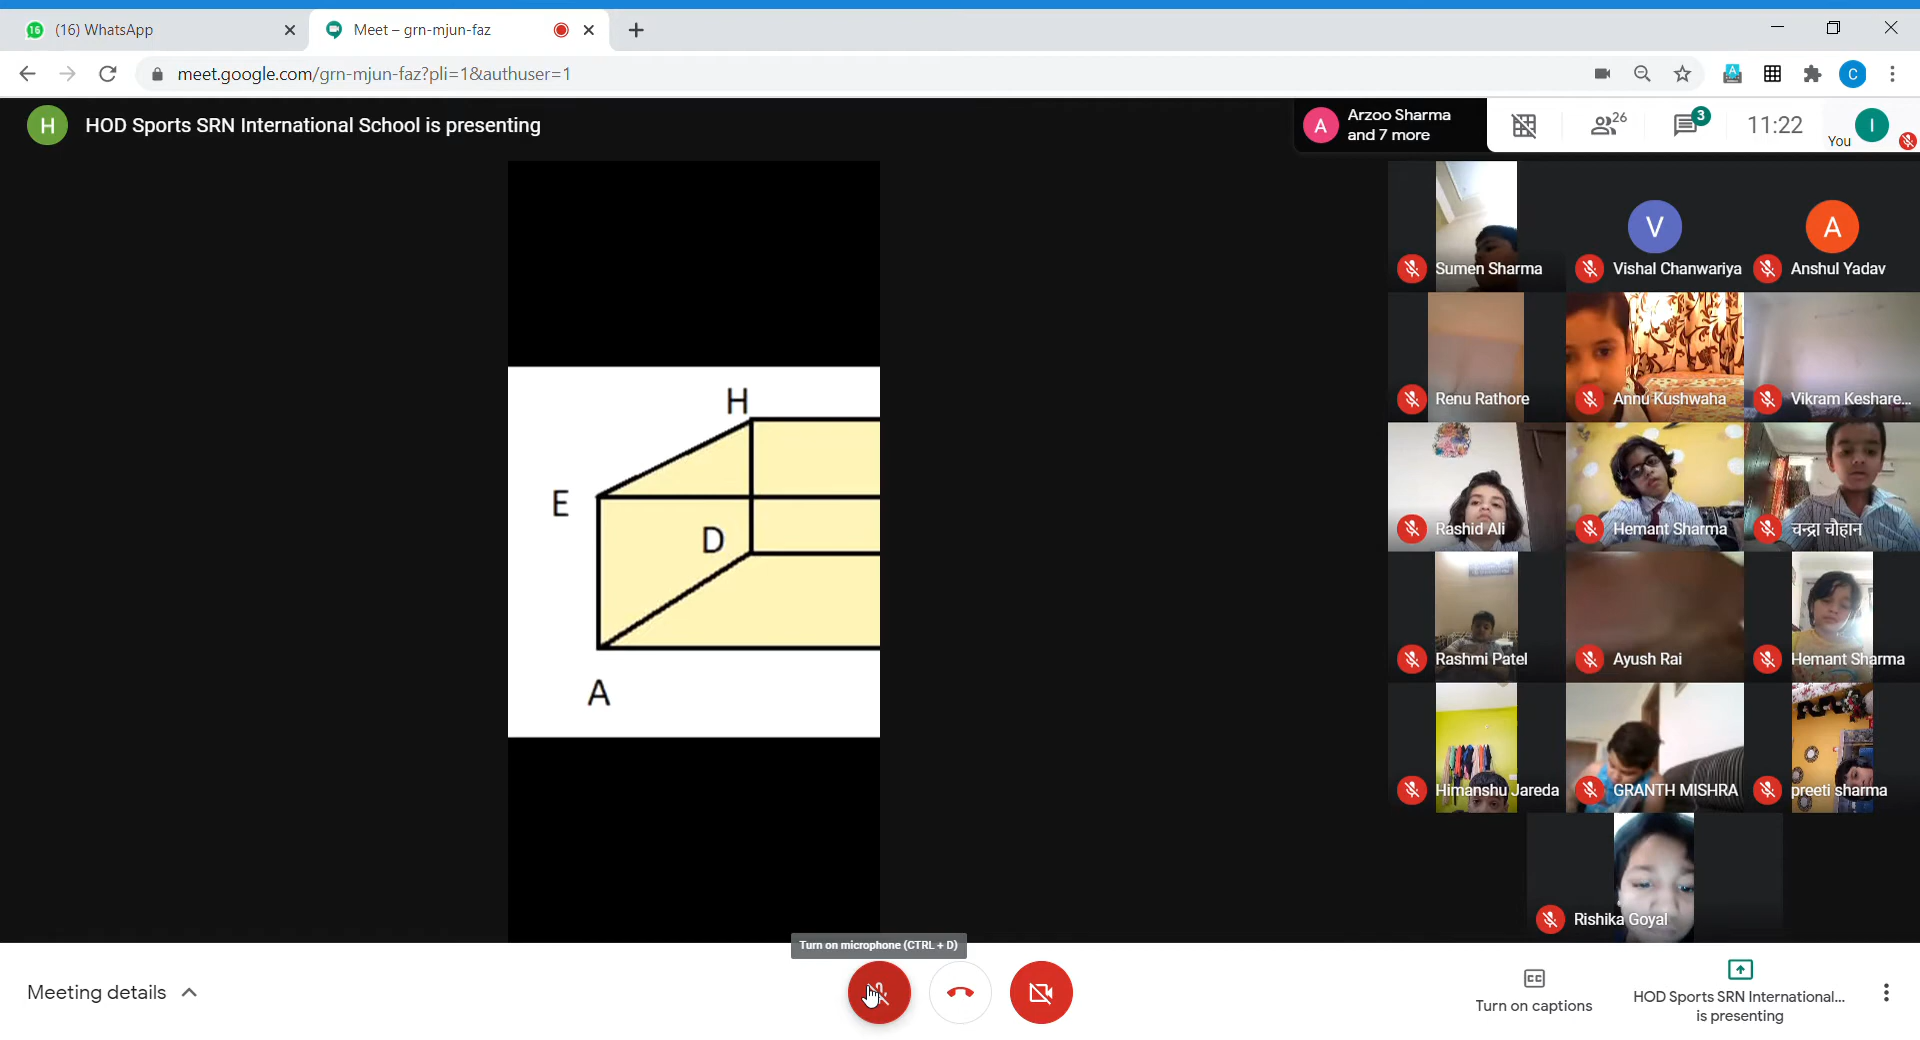 16 (16) WhatsApp
Meet – grn-mjun-faz
meet.google.com/grn-mjun-faz?pli=1&authuser=1
A
C
H HOD Sports SRN International School is presenting
A Arzoo Sharma
and 7 more
26
3
11:22
You
I
Sumen Sharma
V
Vishal Chanwariya
A
Anshul Yadav
Renu Rathore
Annu Kushwaha
Vikram Keshare...
Rashid Ali
Hemant Sharma
चन्द्रा चौहान
Rashmi Patel
Ayush Rai
Hemant Sharma
Himanshu Jareda
GRANTH MISHRA
preeti sharma
Rishika Goyal
H
E
D
A
Turn on microphone (CTRL + D)
Meeting details
CC
Turn on captions
HOD Sports SRN International...
is presenting